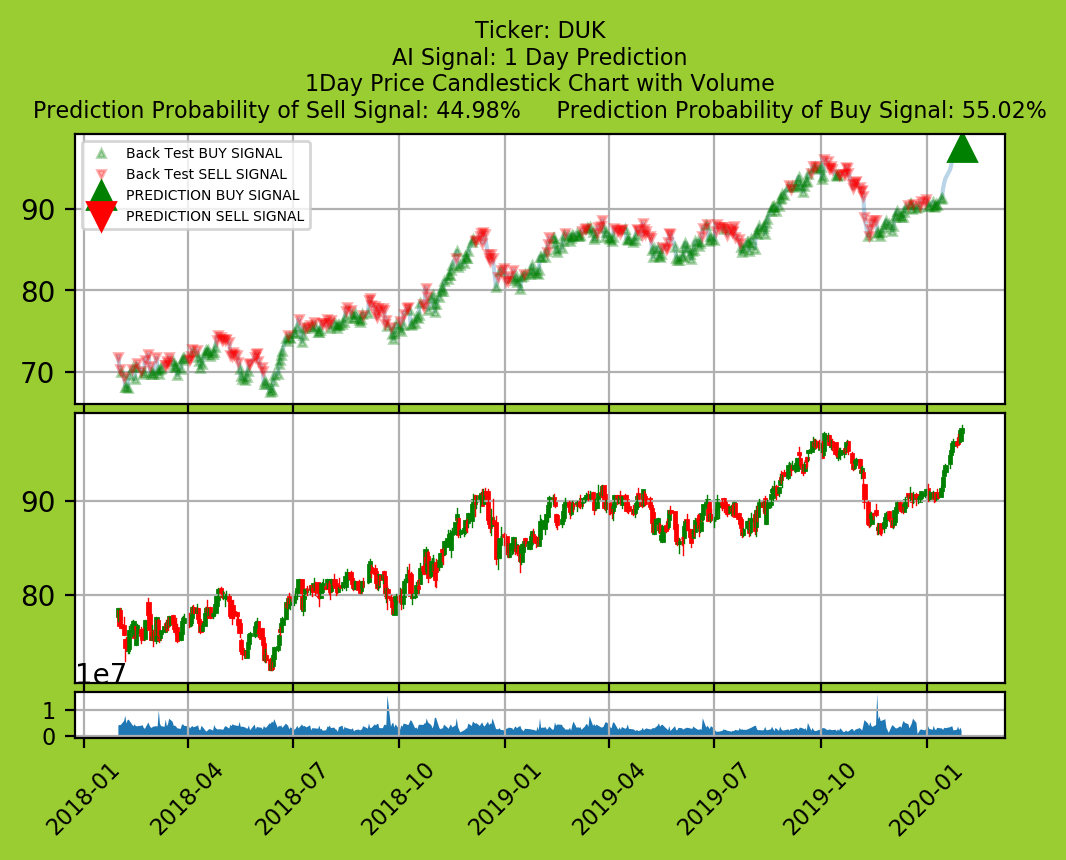 Ticker: DUK
AI Signal: 1 Day Prediction
1Day Price Candlestick Chart with Volume
Prediction Probability of Sell Signal: 44.98%     Prediction Probability of Buy Signal: 55.02%
Back Test BUY SIGNAL
Back Test SELL SIGNAL
PREDICTION BUY SIGNAL
PREDICTION SELL SIGNAL
90
80
70
90
80
1e7
1
0
2018-01
2018-04
2018-07
2018-10
2019-01
2019-04
2019-07
2019-10
2020-01